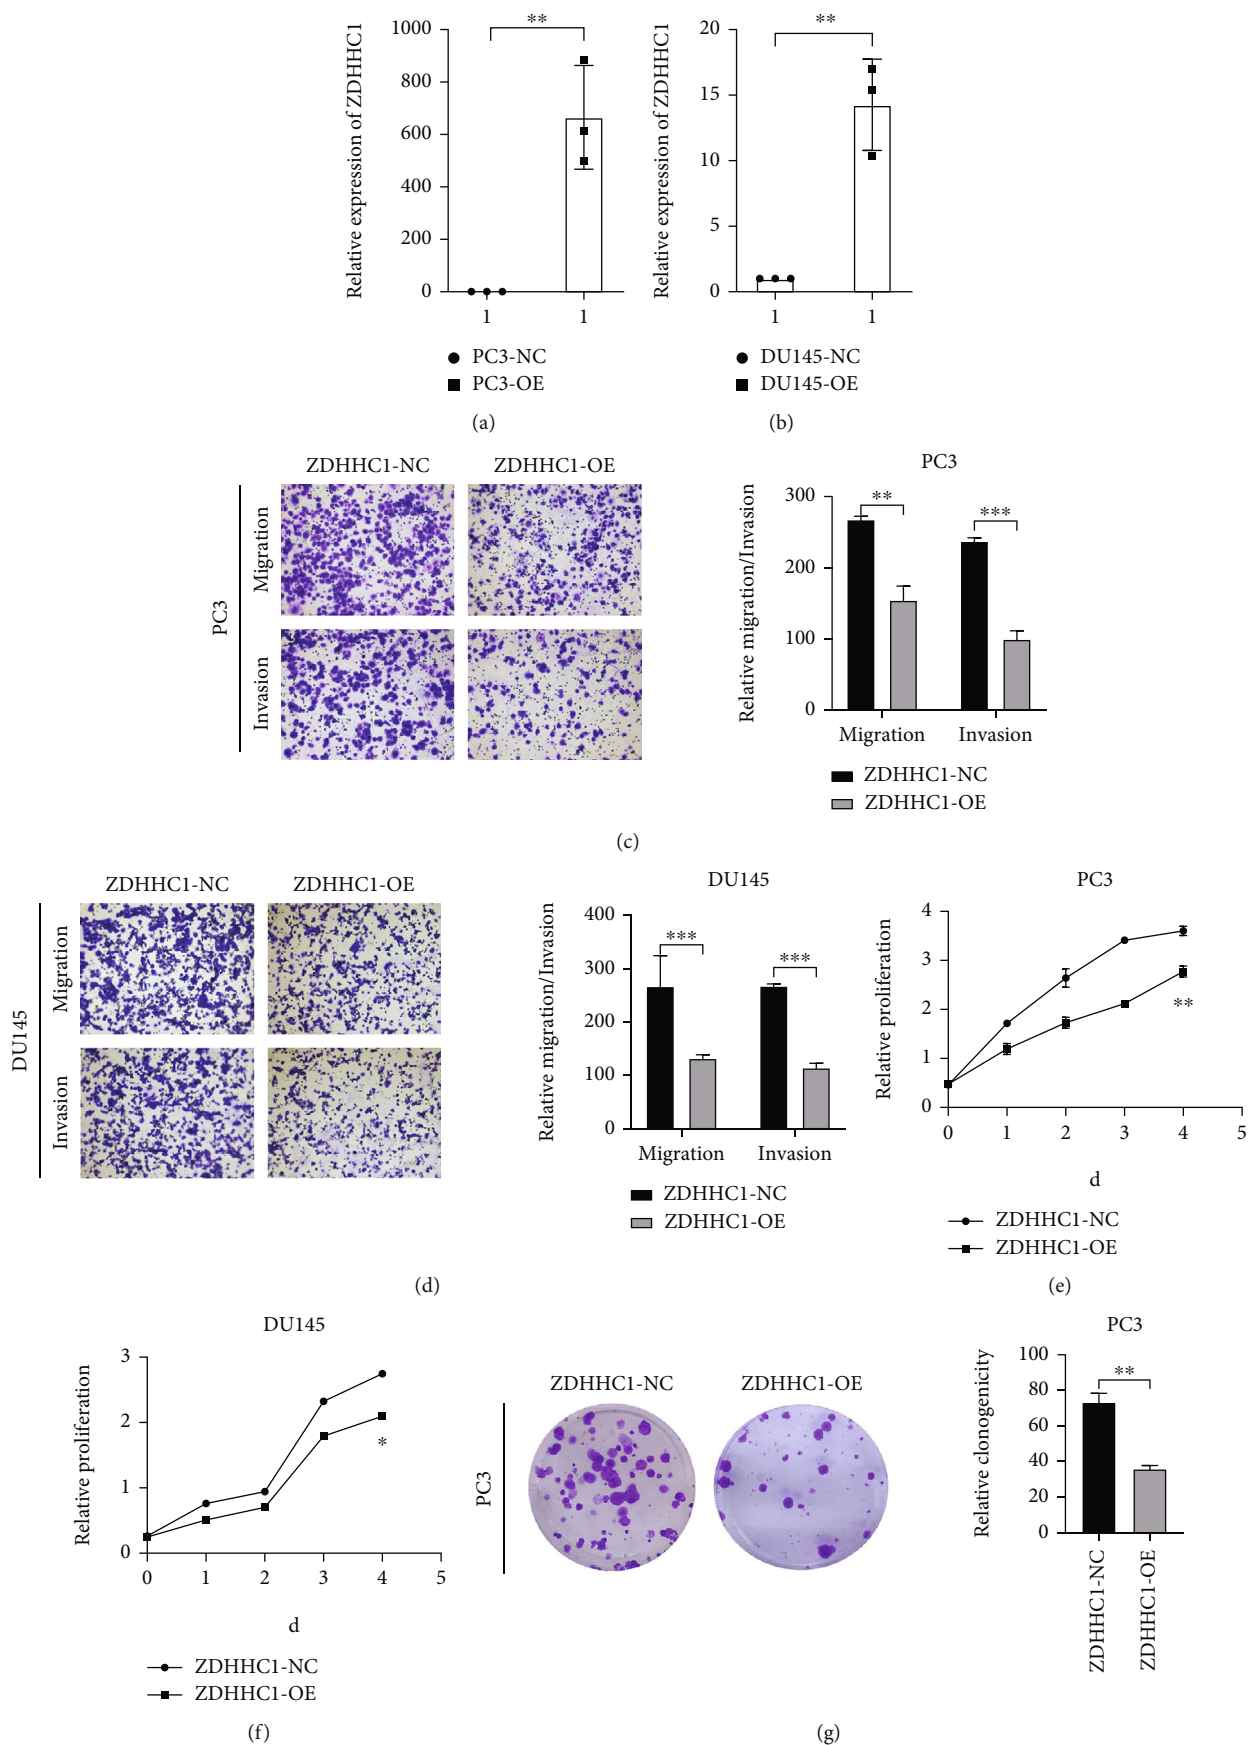 Relative expression of ZDHHC1
1000
800
600
400
200
0
**
1
1
PC3-NC
PC3-OE
(a)
Relative expression of ZDHHC1
20
15
10
5
0
**
1
1
DU145-NC
DU145-OE
(b)
ZDHHC1-NC
ZDHHC1-OE
PC3
Migration
Invasion
PC3
Relative migration/Invasion
300
200
100
0
**
***
Migration
Invasion
ZDHHC1-NC
ZDHHC1-OE
(c)
ZDHHC1-NC
ZDHHC1-OE
DU145
Migration
Invasion
DU145
Relative migration/Invasion
400
300
200
100
0
***
***
Migration
Invasion
ZDHHC1-NC
ZDHHC1-OE
(d)
PC3
Relative proliferation
4
3
2
1
0
**
0 1 2 3 4 5
d
ZDHHC1-NC
ZDHHC1-OE
(e)
DU145
Relative proliferation
3
2
1
0
*
0 1 2 3 4 5
d
ZDHHC1-NC
ZDHHC1-OE
(f)
ZDHHC1-NC
ZDHHC1-OE
PC3
PC3
Relative clonogenicity
100
80
60
40
20
0
**
ZDHHC1-NC
ZDHHC1-OE
(g)